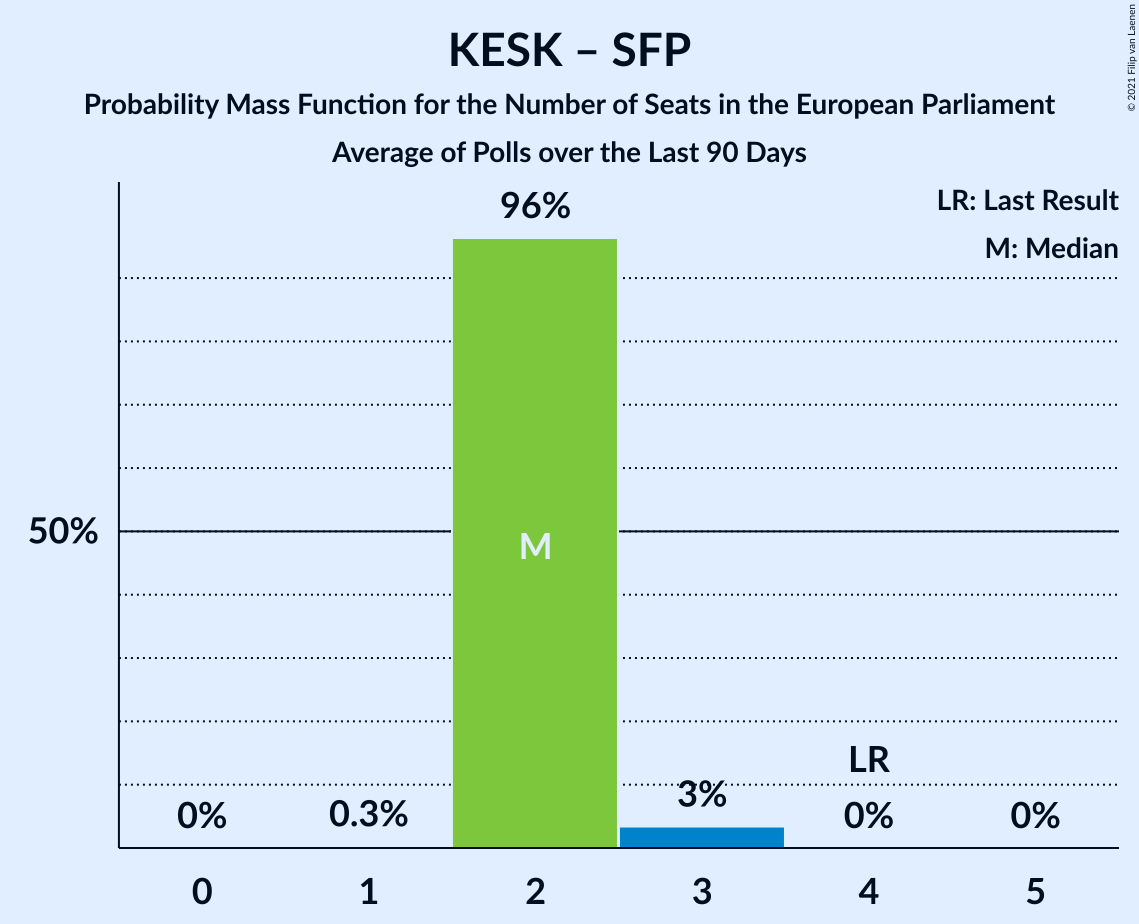 KESK – SFP
Probability Mass Function for the Number of Seats in the European Parliament
Average of Polls over the Last 90 Days
© 2021 Filip van Laenen
LR: Last Result
M: Median
96%
50%
M
LR
0%
0.3%
3%
0%
0%
0
1
2
3
4
5